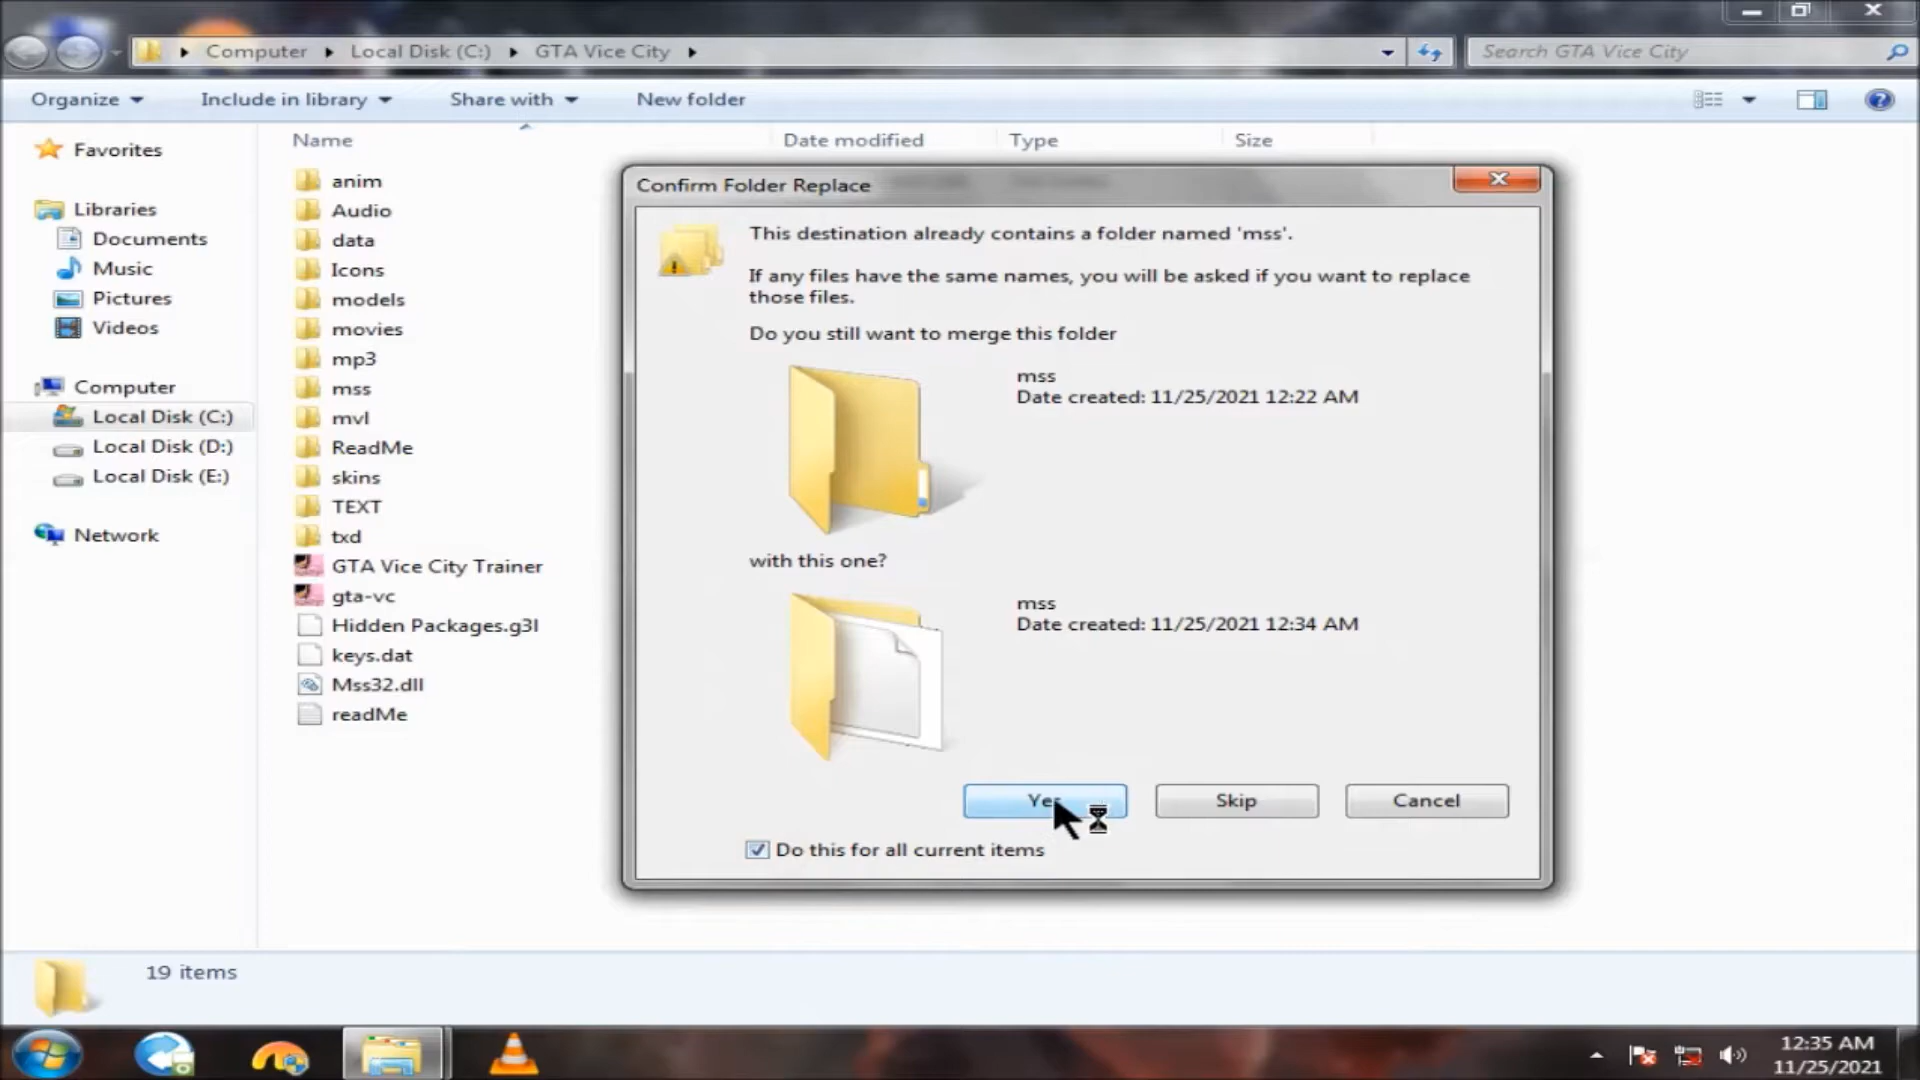 Computer
Local Disk (C:)
GTA Vice City
Search GTA Vice City
Organize
Include in library
Share with
New folder
Name
Date modified
Type
Size
Favorites
Libraries
Documents
Music
Pictures
Videos
Computer
Local Disk (C:)
Local Disk (D:)
Local Disk (E:)
Network
anim
Audio
data
Icons
models
movies
mp3
mss
mvl
ReadMe
skins
TEXT
txd
GTA Vice City Trainer
gta-vc
Hidden Packages.g3l
keys.dat
Mss32.dll
readMe
Confirm Folder Replace
This destination already contains a folder named 'mss'.
If any files have the same names, you will be asked if you want to replace
those files.
Do you still want to merge this folder
mss
Date created: 11/25/2021 12:22 AM
with this one?
mss
Date created: 11/25/2021 12:34 AM
Yes
Skip
Cancel
Do this for all current items
19 items
12:35 AM
11/25/2021